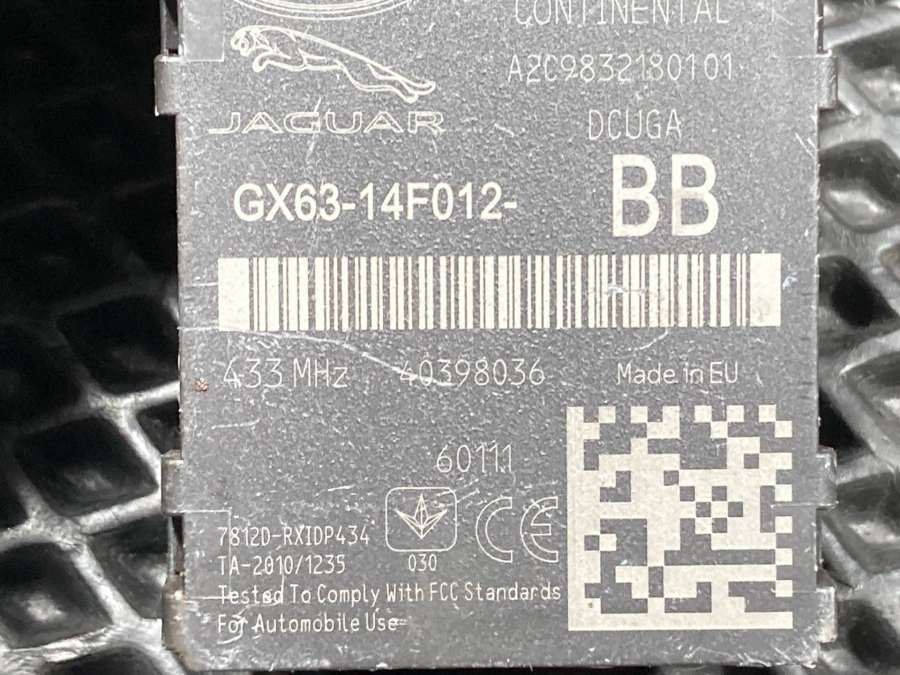 CONTINENTAL
A2C9832180101
JAGUAR
DCUGA
GX63-14F012- BB
433 MHz 40398036 Made in EU
60111
7812D-RXIDP434
TA-2010/1235
030
CE
Tested To Comply With FCC Standards
For Automobile Use